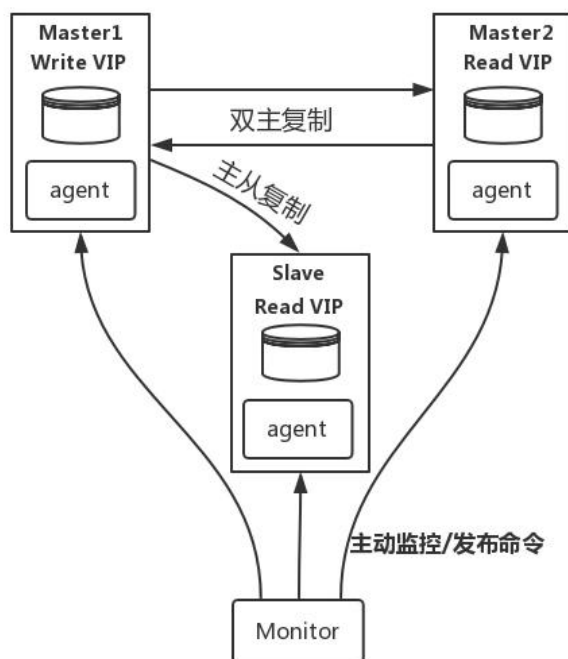 Master1
Write VIP
agent
Master2
Read VIP
agent
双主复制
主从复制
Slave
Read VIP
agent
主动监控/发布命令
Monitor